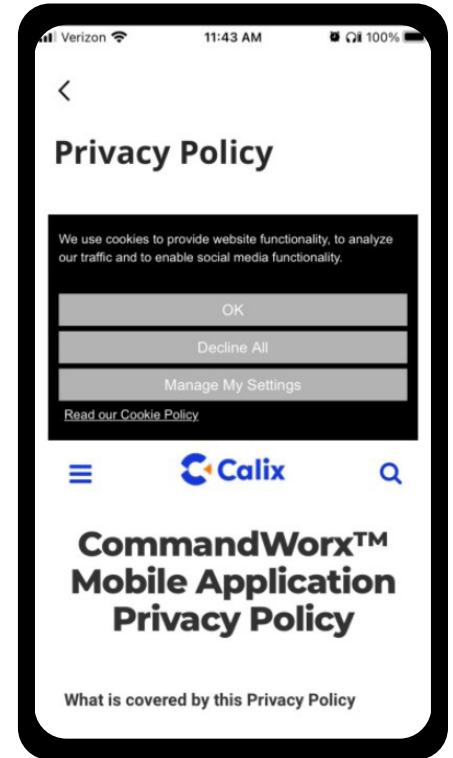 Verizon 11:43 AM 100%
Privacy Policy
We use cookies to provide website functionality, to analyze
our traffic and to enable social media functionality.
OK
Decline All
Manage My Settings
Read our Cookie Policy
Calix
CommandWorx™
Mobile Application
Privacy Policy
What is covered by this Privacy Policy